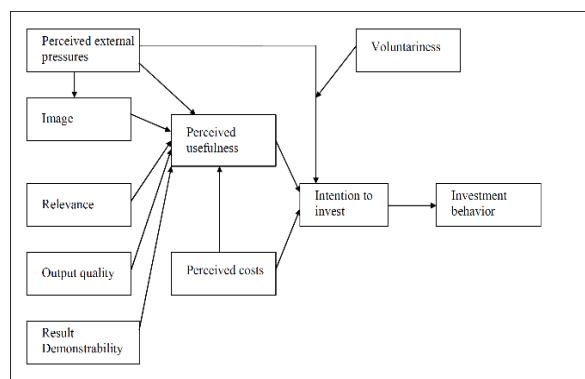 Perceived external
pressures
Voluntariness
Image
Perceived
usefulness
Relevance
Intention to
invest
Investment
behavior
Output quality
Perceived costs
Result
Demonstrability